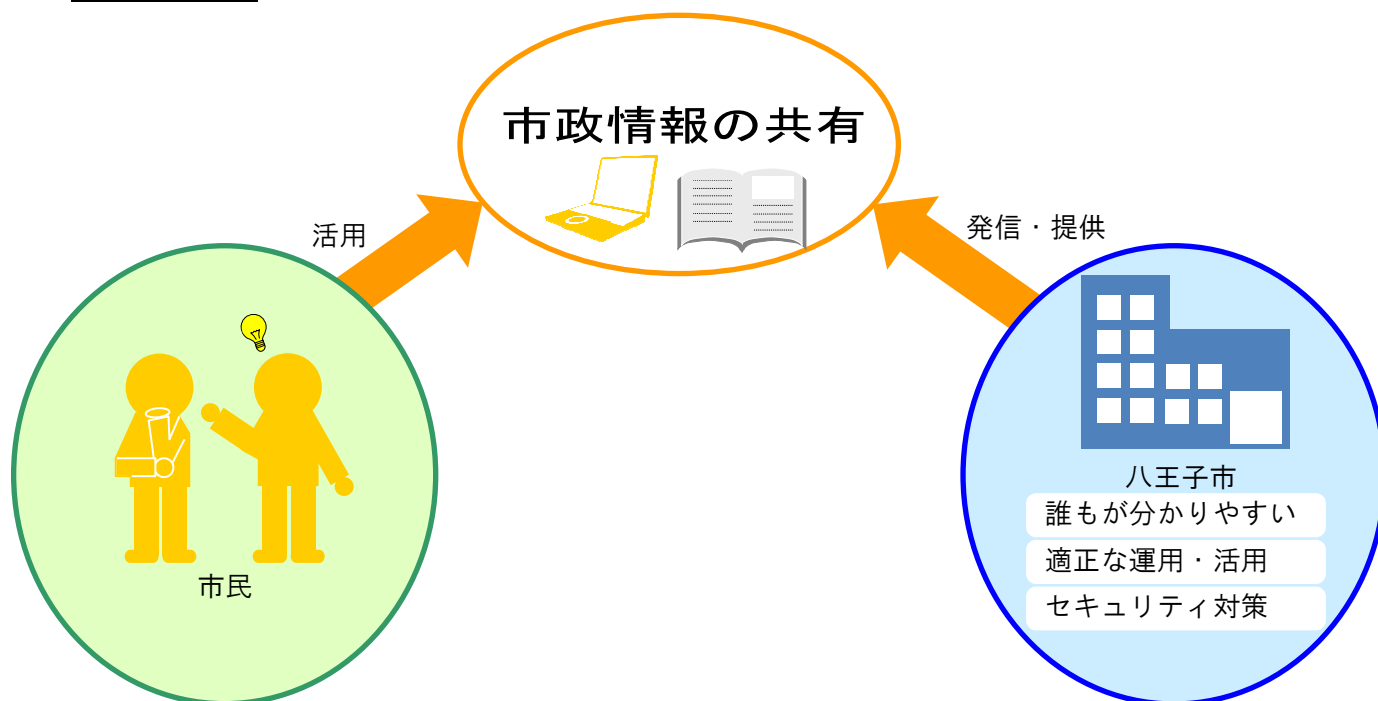 市政情報の共有
活用
発信・提供
市民
八王子市
誰もが分かりやすい
適正な運用・活用
セキュリティ対策